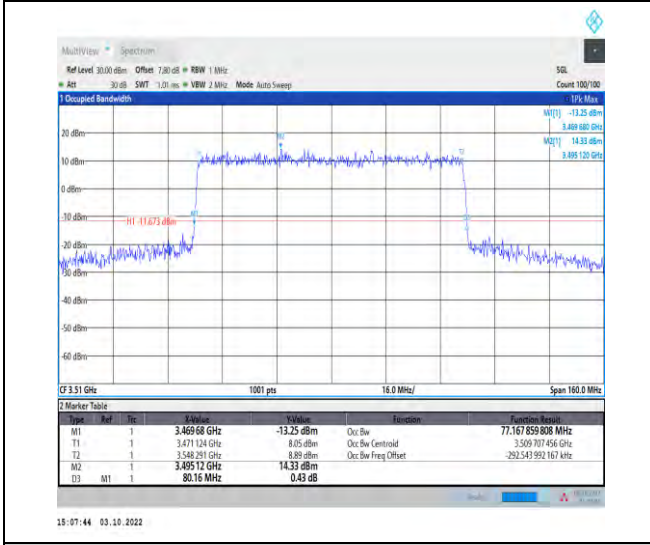 MultiView Spectrum
Ref Level 30.00 dBm Offset 7.80 dB RBW 1 MHz SGL
Att 30 dB SWT 1.01 ms VBW 2 MHz Mode Auto Sweep Count 100/100
1 Occupied Bandwidth 1Pk Max
M1[1] -13.25 dBm
3.469 680 GHz
M2[1] 14.33 dBm
3.495 120 GHz
20 dBm
M2
T1 T2
10 dBm
0 dBm
-10 dBm
M1
H1 -11.673 dBm
-20 dBm
-30 dBm
-40 dBm
-50 dBm
-60 dBm
CF 3.51 GHz 1001 pts 16.0 MHz/ Span 160.0 MHz
2 Marker Table
Type Ref Trc X-Value Y-Value Function Function Result
M1 1 3.469 68 GHz -13.25 dBm Occ Bw 77.167 859 808 MHz
T1 1 3.471 124 GHz 8.05 dBm Occ Bw Centroid 3.509 707 456 GHz
T2 1 3.548 291 GHz 8.89 dBm Occ Bw Freq Offset -292.543 992 167 kHz
M2 1 3.495 12 GHz 14.33 dBm
D3 M1 1 80.16 MHz 0.43 dB
15:07:44 03.10.2022